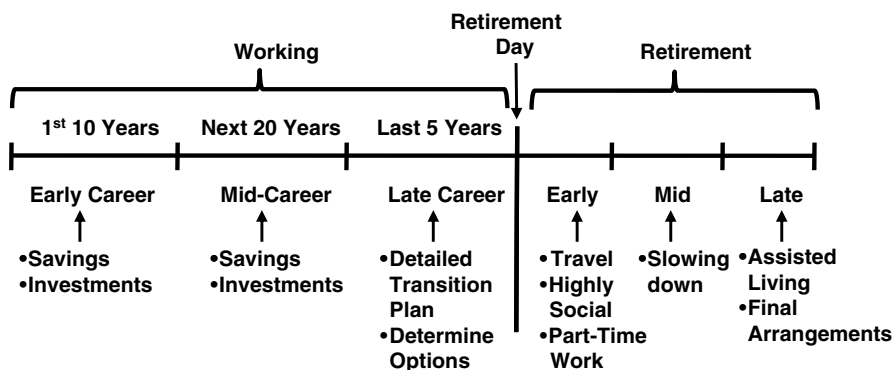 Retirement
Day
Working
Retirement
1st 10 Years
Next 20 Years
Last 5 Years
Early Career
Mid-Career
Late Career
Early
Mid
Late
•Savings
•Investments
•Savings
•Investments
•Detailed
Transition
Plan
•Determine
Options
•Travel
•Highly
Social
•Part-Time
Work
•Slowing
down
•Assisted
Living
•Final
Arrangements